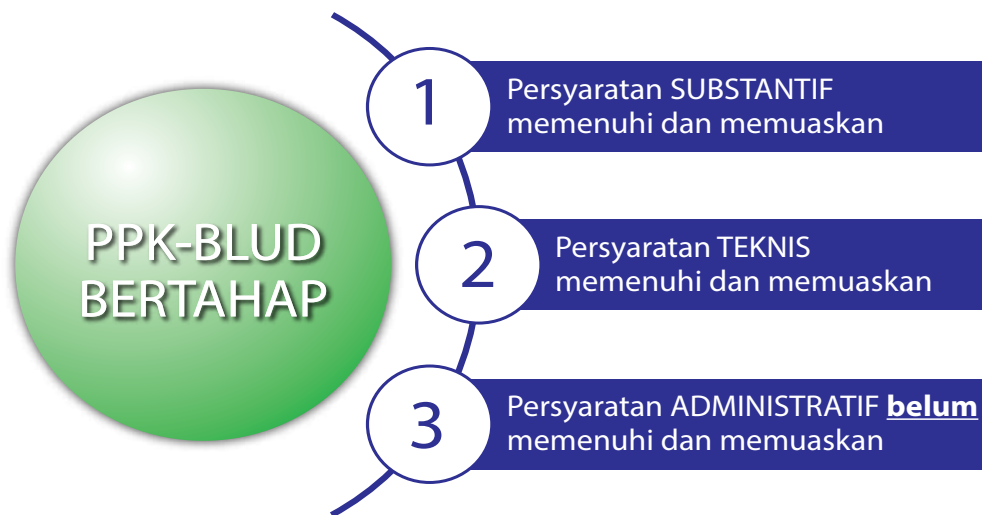 PPK-BLUD
BERTAHAP
1
Persyaratan SUBSTANTIF
memenuhi dan memuaskan
2
Persyaratan TEKNIS
memenuhi dan memuaskan
3
Persyaratan ADMINISTRATIF belum
memenuhi dan memuaskan